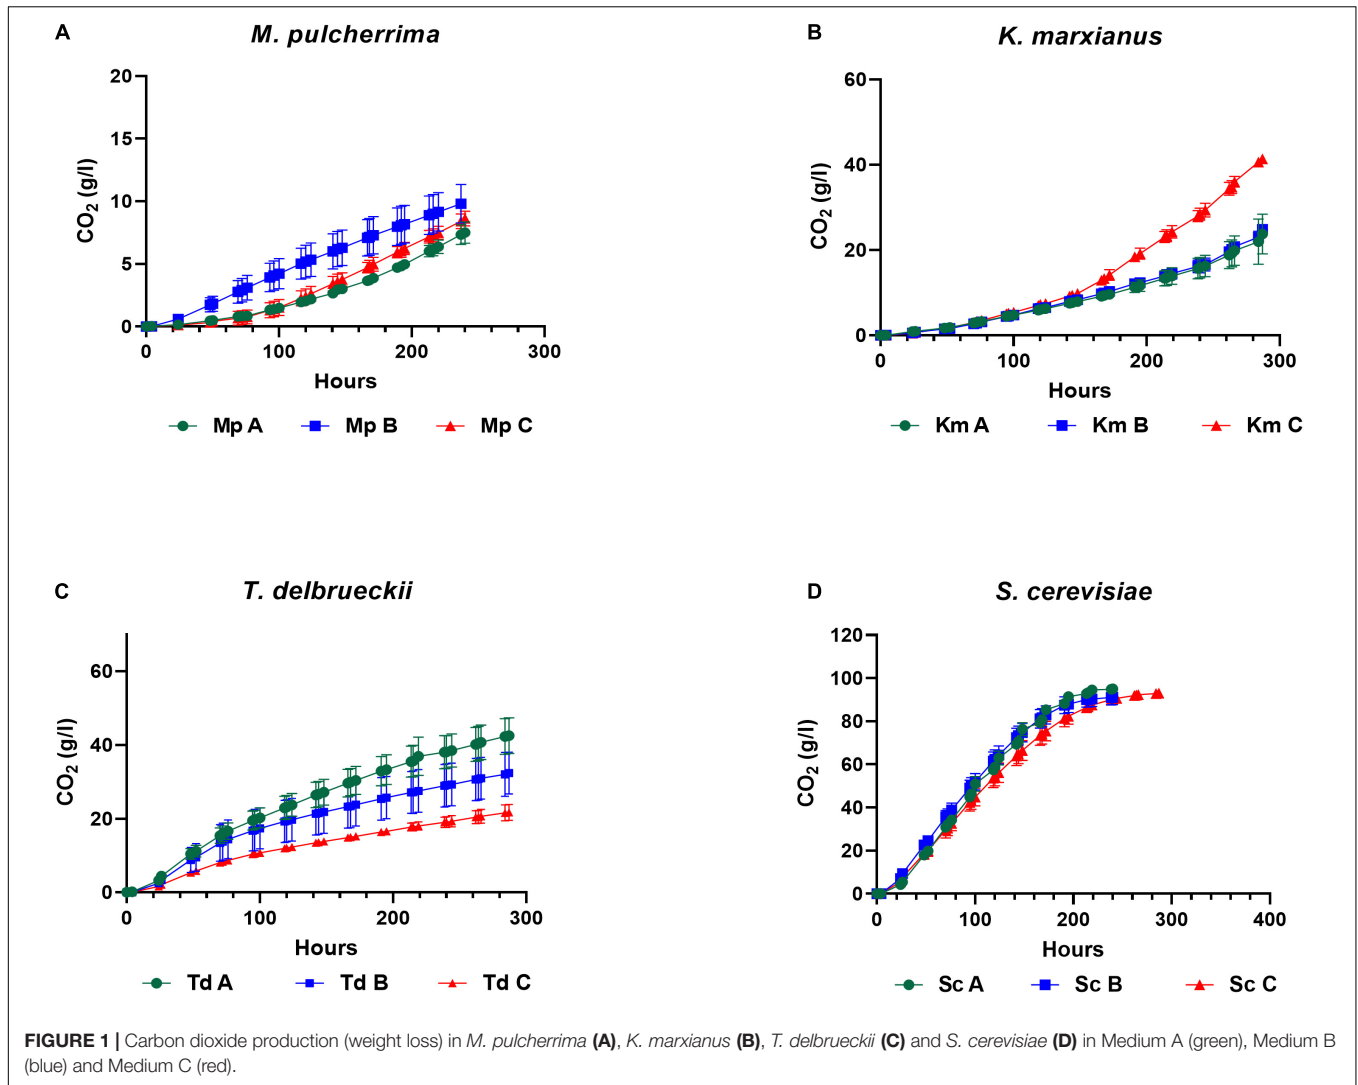 A
M. pulcherrima
20
15
10
5
0
CO2 (g/l)
0 100 200 300
Hours
Mp A Mp B Mp C
B
K. marxianus
60
40
20
0
CO2 (g/l)
0 100 200 300
Hours
Km A Km B Km C
C
T. delbrueckii
60
40
20
0
CO2 (g/l)
0 100 200 300
Hours
Td A Td B Td C
D
S. cerevisiae
120
100
80
60
40
20
0
CO2 (g/l)
0 100 200 300 400
Hours
Sc A Sc B Sc C
FIGURE 1 | Carbon dioxide production (weight loss) in M. pulcherrima (A), K. marxianus (B), T. delbrueckii (C) and S. cerevisiae (D) in Medium A (green), Medium B
(blue) and Medium C (red).